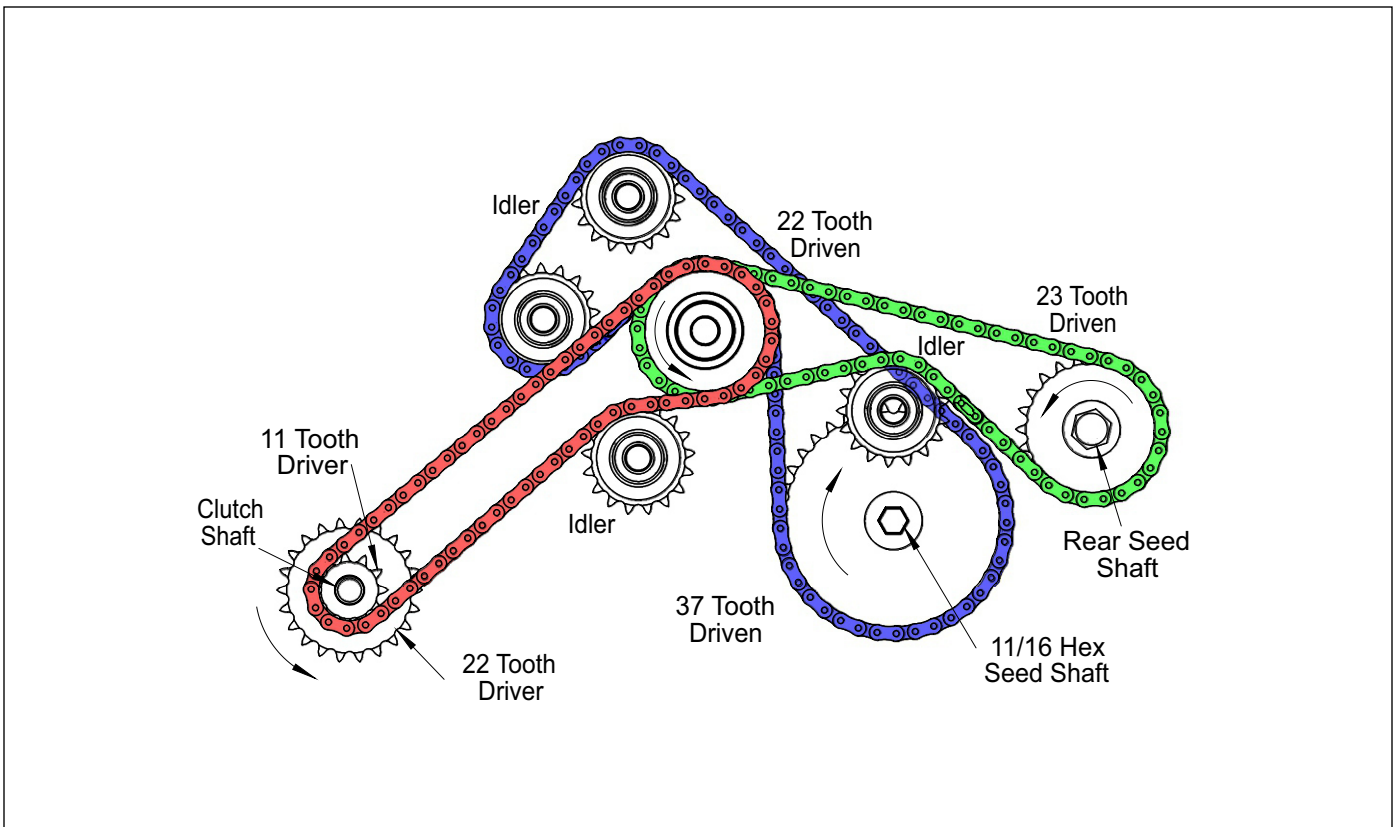 Idler
22 Tooth
Driven
23 Tooth
Driven
Idler
11 Tooth
Driver
Clutch
Shaft
Idler
Rear Seed
Shaft
37 Tooth
Driven
11/16 Hex
Seed Shaft
22 Tooth
Driver